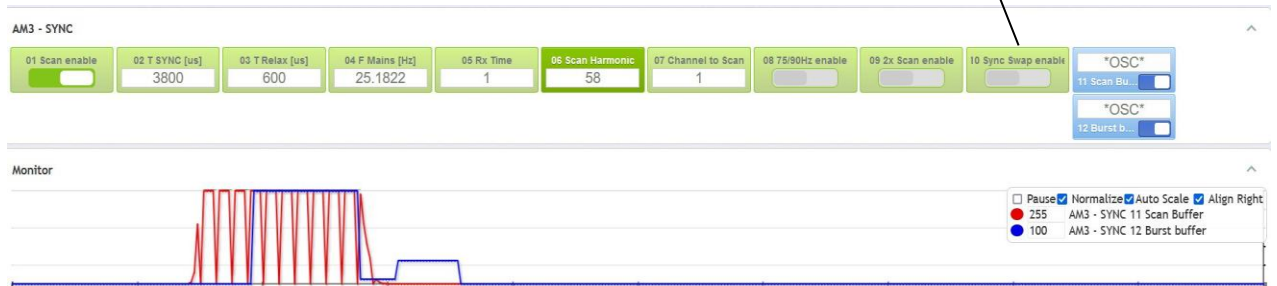 AM3 - SYNC
01 Scan enable
02 T SYNC [us]
3800
03 T Relax [us]
600
04 F Mains [Hz]
25.1822
05 Rx Time
1
06 Scan Harmonic
58
07 Channel to Scan
1
08 75/90Hz enable
09 2x Scan enable
10 Sync Swap enable
*OSC*
11 Scan Bu...
*OSC*
12 Burst b...
Monitor
Pause Normalize Auto Scale Align Right
255 AM3 - SYNC 11 Scan Buffer
100 AM3 - SYNC 12 Burst buffer